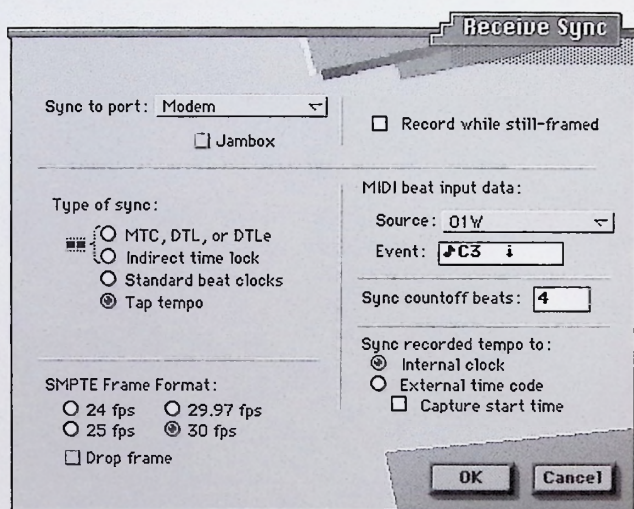 Receive Sync
Sync to port: Modem
Jambox
Record while still-framed
Type of sync:
MTC, DTL, or DTLe
Indirect time lock
Standard beat clocks
Tap tempo
MIDI beat input data:
Source: 01W
Event: ♪C3 ↓
Sync countoff beats: 4
Sync recorded tempo to:
Internal clock
External time code
Capture start time
SMPTE Frame Format:
24 fps 29.97 fps
25 fps 30 fps
Drop frame
OK Cancel